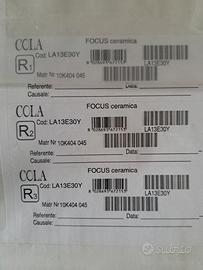 CCLA
FOCUS ceramica
R1
Cod: LA13E30Y
LA13E30Y
Matr Nr 10K404 045
Referente: Data:
Causale:
CCLA
FOCUS ceramica
R2
Cod: LA13E30Y
LA13E30Y
Matr Nr 10K404 045
Referente: Data:
Causale:
CCLA
FOCUS ceramica
R3
Cod: LA13E30Y
LA13E30Y
Matr Nr 10K404 045
Referente: Data:
Causale:
subito